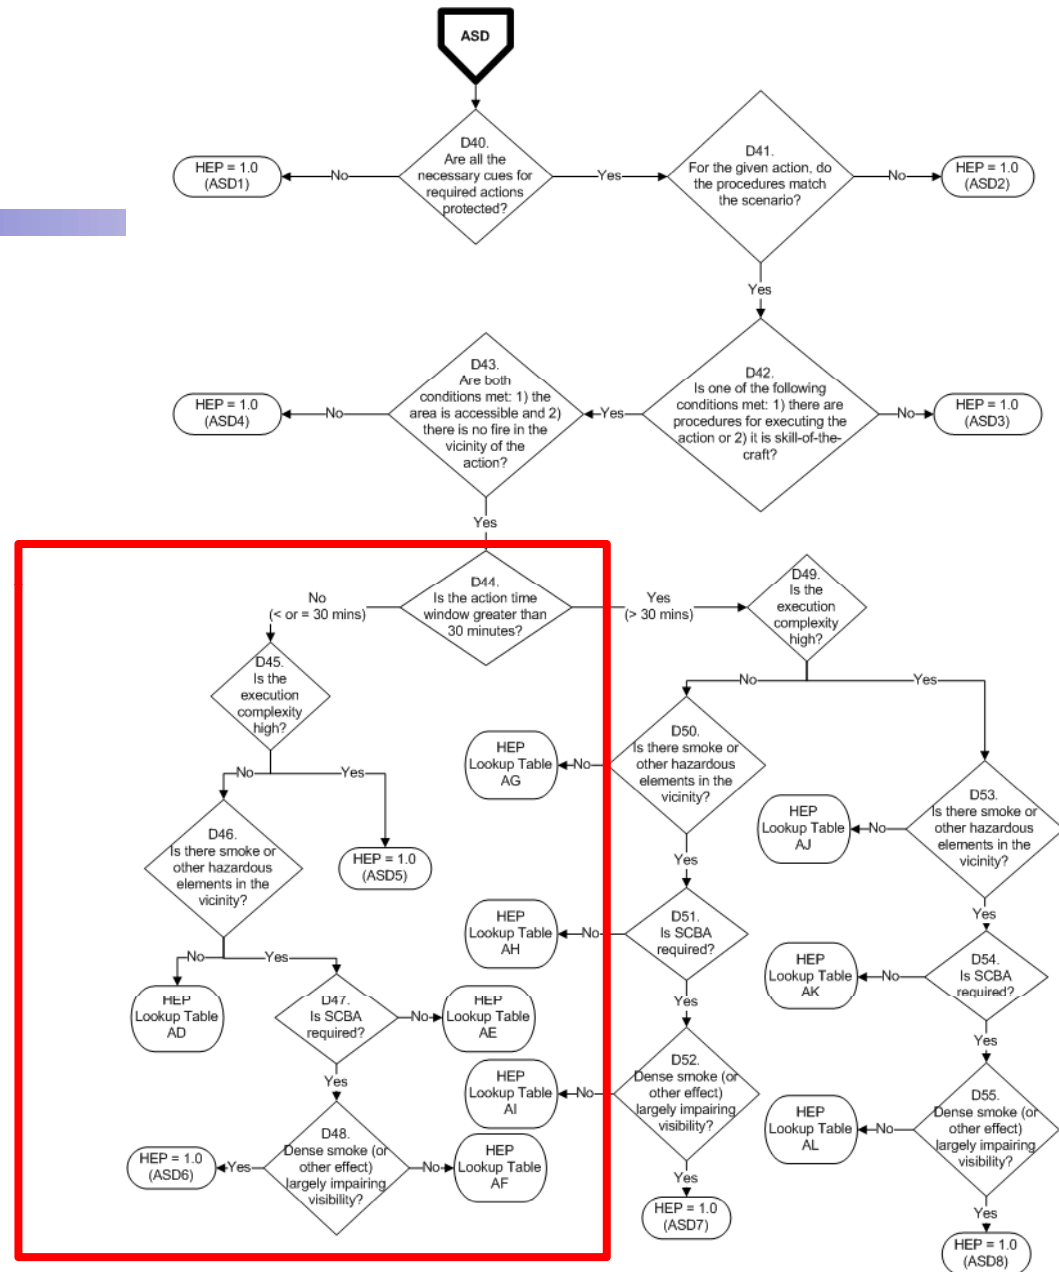 ASD
D40.
Are all the
necessary cues for
required actions
protected?
No
HEP = 1.0
(ASD1)
Yes
D41.
For the given action, do
the procedures match
the scenario?
No
HEP = 1.0
(ASD2)
Yes
D42.
Is one of the following
conditions met: 1) there are
procedures for executing the
action or 2) it is skill-of-the-
craft?
No
HEP = 1.0
(ASD3)
Yes
D43.
Are both
conditions met: 1) the
area is accessible and 2)
there is no fire in the
vicinity of the
action?
No
HEP = 1.0
(ASD4)
Yes
D44.
Is the action time
window greater than
30 minutes?
No
(< or = 30 mins)
Yes
(> 30 mins)
D45.
Is the
execution
complexity
high?
No
Yes
HEP = 1.0
(ASD5)
D46.
Is there smoke or
other hazardous
elements in the
vicinity?
No
HEP
Lookup Table
AD
Yes
D47.
Is SCBA
required?
No
HEP
Lookup Table
AE
Yes
D48.
Dense smoke (or
other effect)
largely impairing
visibility?
Yes
HEP = 1.0
(ASD6)
No
HEP
Lookup Table
AF
D49.
Is the
execution
complexity
high?
No
Yes
D50.
Is there smoke or
other hazardous
elements in the
vicinity?
No
HEP
Lookup Table
AG
Yes
D51.
Is SCBA
required?
No
HEP
Lookup Table
AH
Yes
D52.
Dense smoke (or
other effect)
largely impairing
visibility?
No
HEP
Lookup Table
AI
Yes
HEP = 1.0
(ASD7)
D53.
Is there smoke or
other hazardous
elements in the
vicinity?
No
HEP
Lookup Table
AJ
Yes
D54.
Is SCBA
required?
No
HEP
Lookup Table
AK
Yes
D55.
Dense smoke (or
other effect)
largely impairing
visibility?
No
HEP
Lookup Table
AL
Yes
HEP = 1.0
(ASD8)